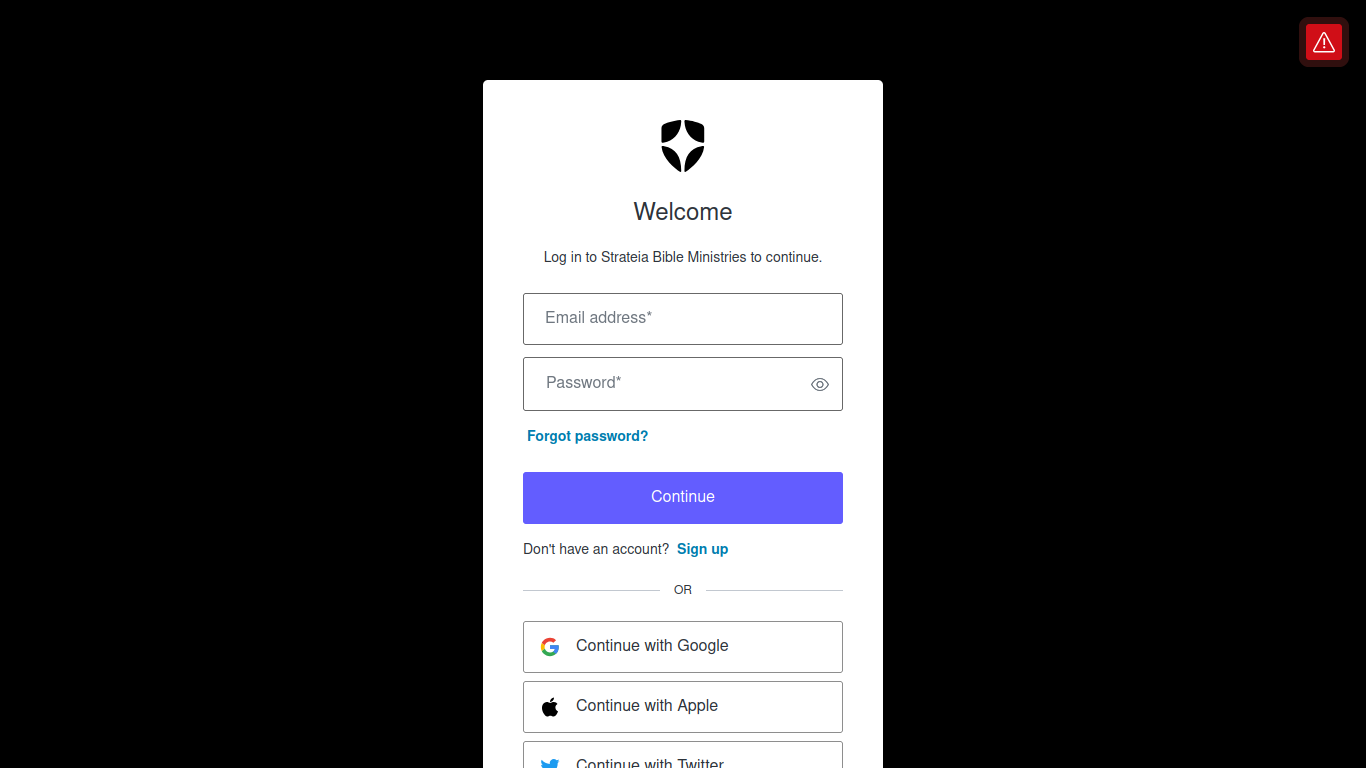 Welcome
Log in to Strateia Bible Ministries to continue.
Email address*
Password*
Forgot password?
Continue
Don't have an account? Sign up
OR
Continue with Google
Continue with Apple
Continue with Twitter